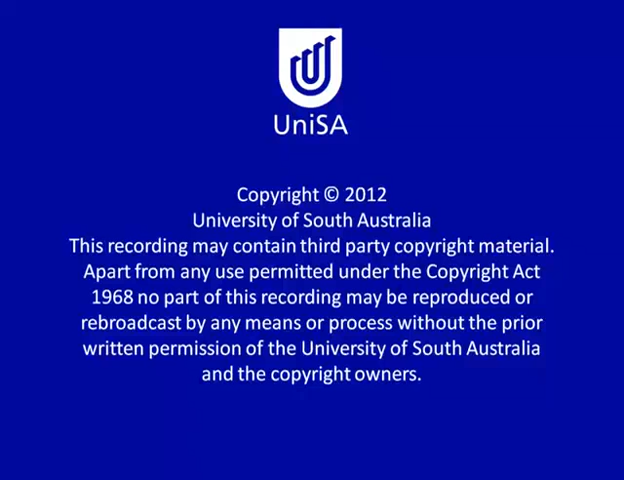 UniSA
Copyright © 2012
University of South Australia
This recording may contain third party copyright material.
Apart from any use permitted under the Copyright Act
1968 no part of this recording may be reproduced or
rebroadcast by any means or process without the prior
written permission of the University of South Australia
and the copyright owners.